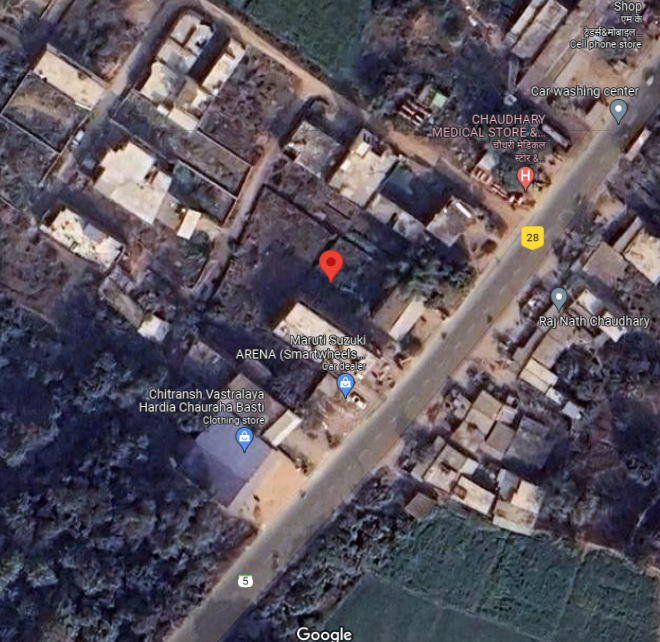 Shop
एम के
ट्रेडर्स&मोबाइल...
Cell phone store
Car washing center
CHAUDHARY
MEDICAL STORE &...
चौधरी मेडिकल
स्टोर &...
H
28
Raj Nath Chaudhary
Maruti Suzuki
ARENA (Smartwheels,...
Car dealer
Chitransh Vastralaya
Hardia Chauraha Basti
Clothing store
5
Google